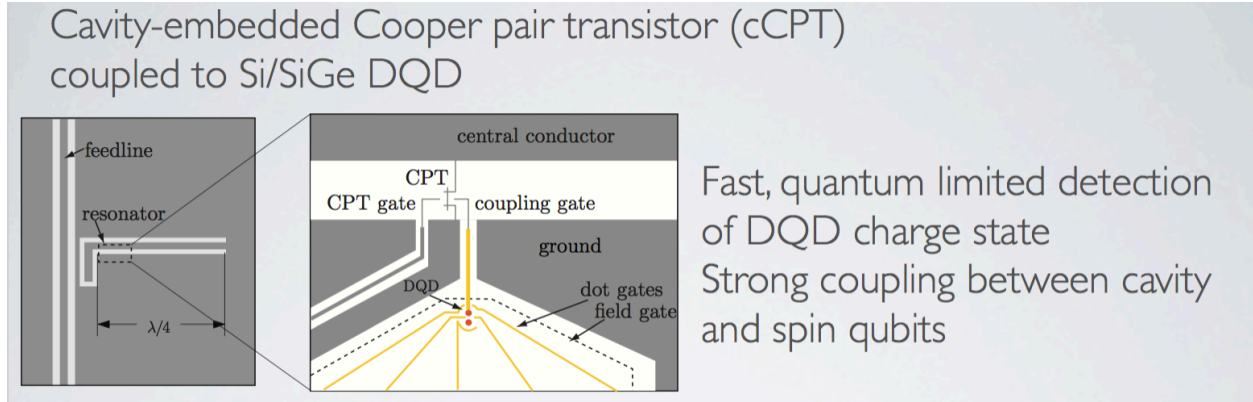 Cavity-embedded Cooper pair transistor (cCPT)
coupled to Si/SiGe DQD
feedline
resonator
λ/4
central conductor
CPT
CPT gate
coupling gate
ground
DQD
dot gates
field gate
Fast, quantum limited detection
of DQD charge state
Strong coupling between cavity
and spin qubits